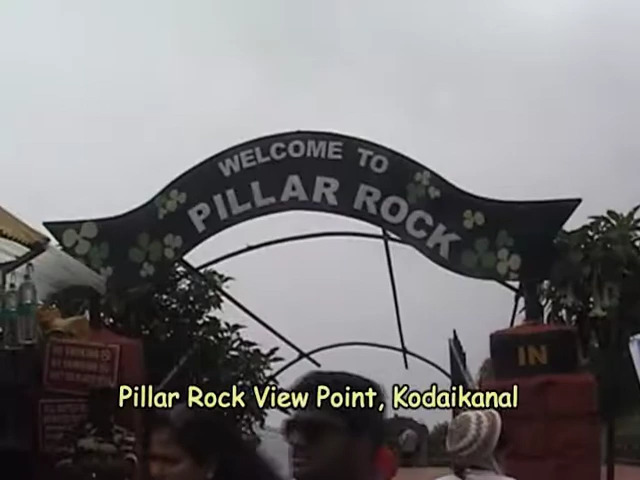 WELCOME TO
PILLAR ROCK
IN
Pillar Rock View Point, Kodaikanal